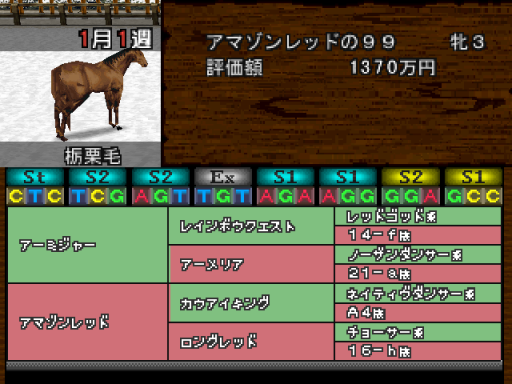 1月1週
アマゾンレッドの99 牝3
評価額 1370万円
栃栗毛
St S2 S2 Ex S1 S1 S2 S1
CTC TCG AGT TGT AGA AGG GGA GCC
アーミジャー
レインボウクエスト
レッドゴッド系
14-f族
アーメリア
ノーザンダンサー系
21-a族
アマゾンレッド
カウアイキング
ネイティヴダンサー系
A4族
ロングレッド
チョーサー系
16-h族